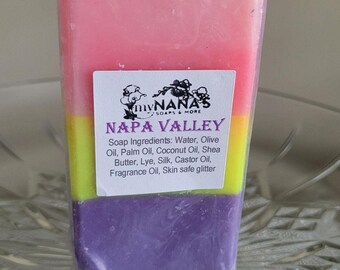 myNANA'S
SOAPS & MORE
NAPA VALLEY
Soap Ingredients: Water, Olive
Oil, Palm Oil, Coconut Oil, Shea
Butter, Lye, Silk, Castor Oil,
Fragrance Oil, Skin safe glitter